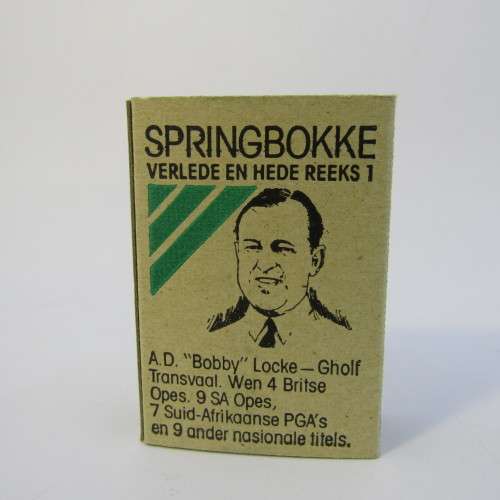 SPRINGBOKKE
VERLEDE EN HEDE REEKS 1
A.D. "Bobby" Locke – Gholf
Transvaal. Wen 4 Britse
Opes. 9 SA Opes,
7 Suid-Afrikaanse PGA's
en 9 ander nasionale titels.